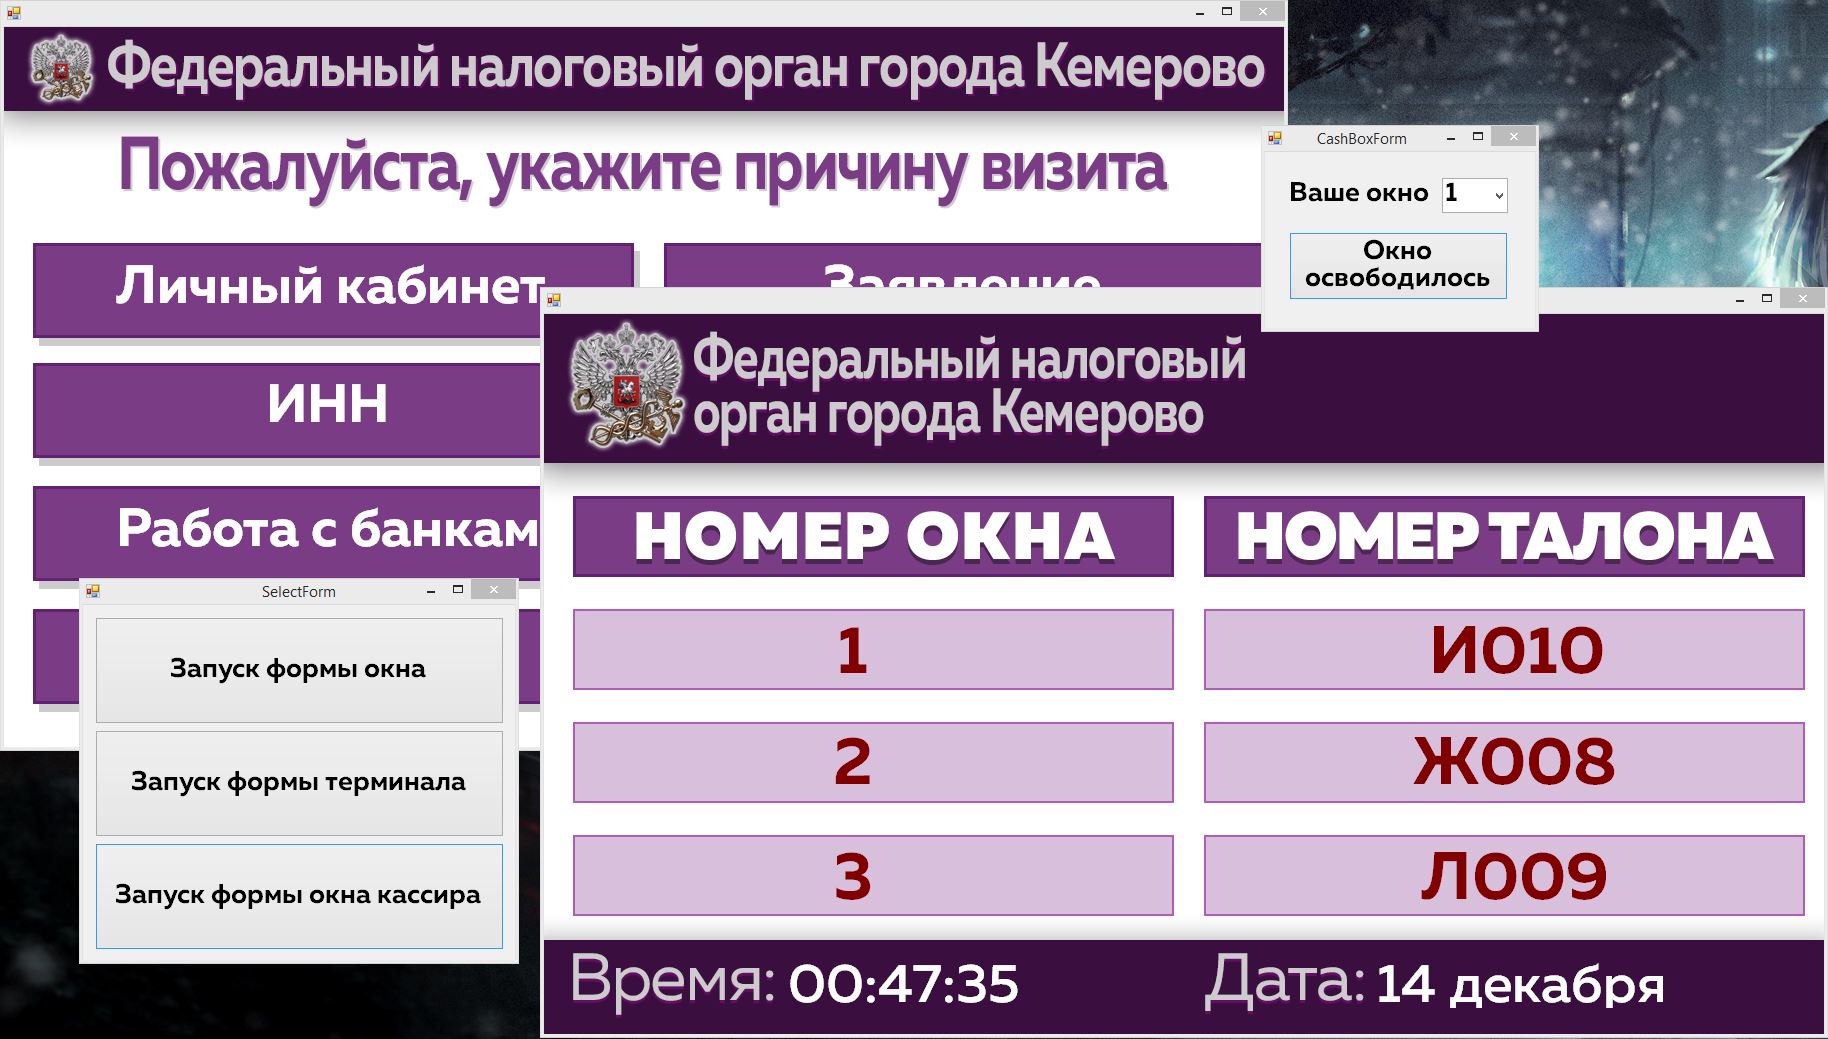 Федеральный налоговый орган города Кемерово
Пожалуйста, укажите причину визита
Личный кабинет
Заявление
ИНН
Работа с банкам
CashBoxForm
Ваше окно 1
Окно
освободилось
SelectForm
Запуск формы окна
Запуск формы терминала
Запуск формы окна кассира
Федеральный налоговый
орган города Кемерово
НОМЕР ОКНА НОМЕР ТАЛОНА
1 И010
2 Ж008
3 Л009
Время: 00:47:35 Дата: 14 декабря